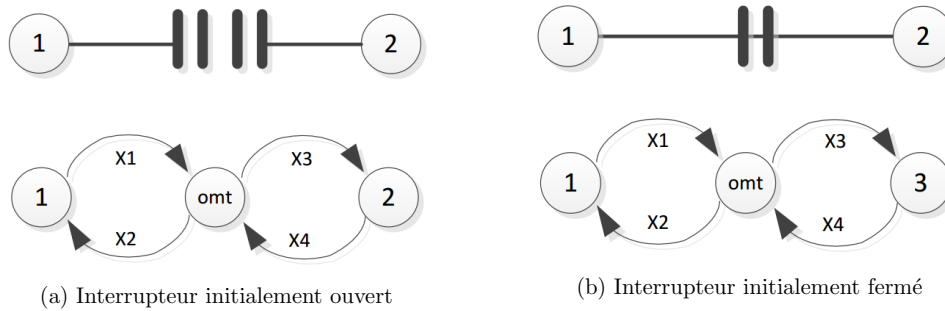 1 2
X1 X3
1 omt 2
X2 X4
(a) Interrupteur initialement ouvert
1 2
X1 X3
1 omt 3
X2 X4
(b) Interrupteur initialement fermé